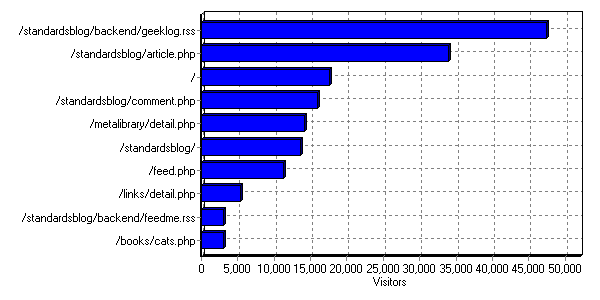 /standardsblog/backend/geeklog.rss
/standardsblog/article.php
/
/standardsblog/comment.php
/metalibrary/detail.php
/standardsblog/
/feed.php
/links/detail.php
/standardsblog/backend/feedme.rss
/books/cats.php
0 5,000 10,000 15,000 20,000 25,000 30,000 35,000 40,000 45,000 50,000
Visitors